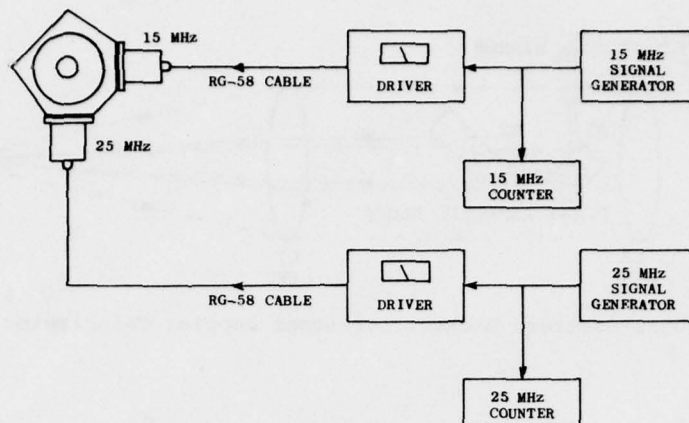 15 MHz
RG-58 CABLE
DRIVER
15 MHz
SIGNAL
GENERATOR
15 MHz
COUNTER
25 MHz
RG-58 CABLE
DRIVER
25 MHz
SIGNAL
GENERATOR
25 MHz
COUNTER